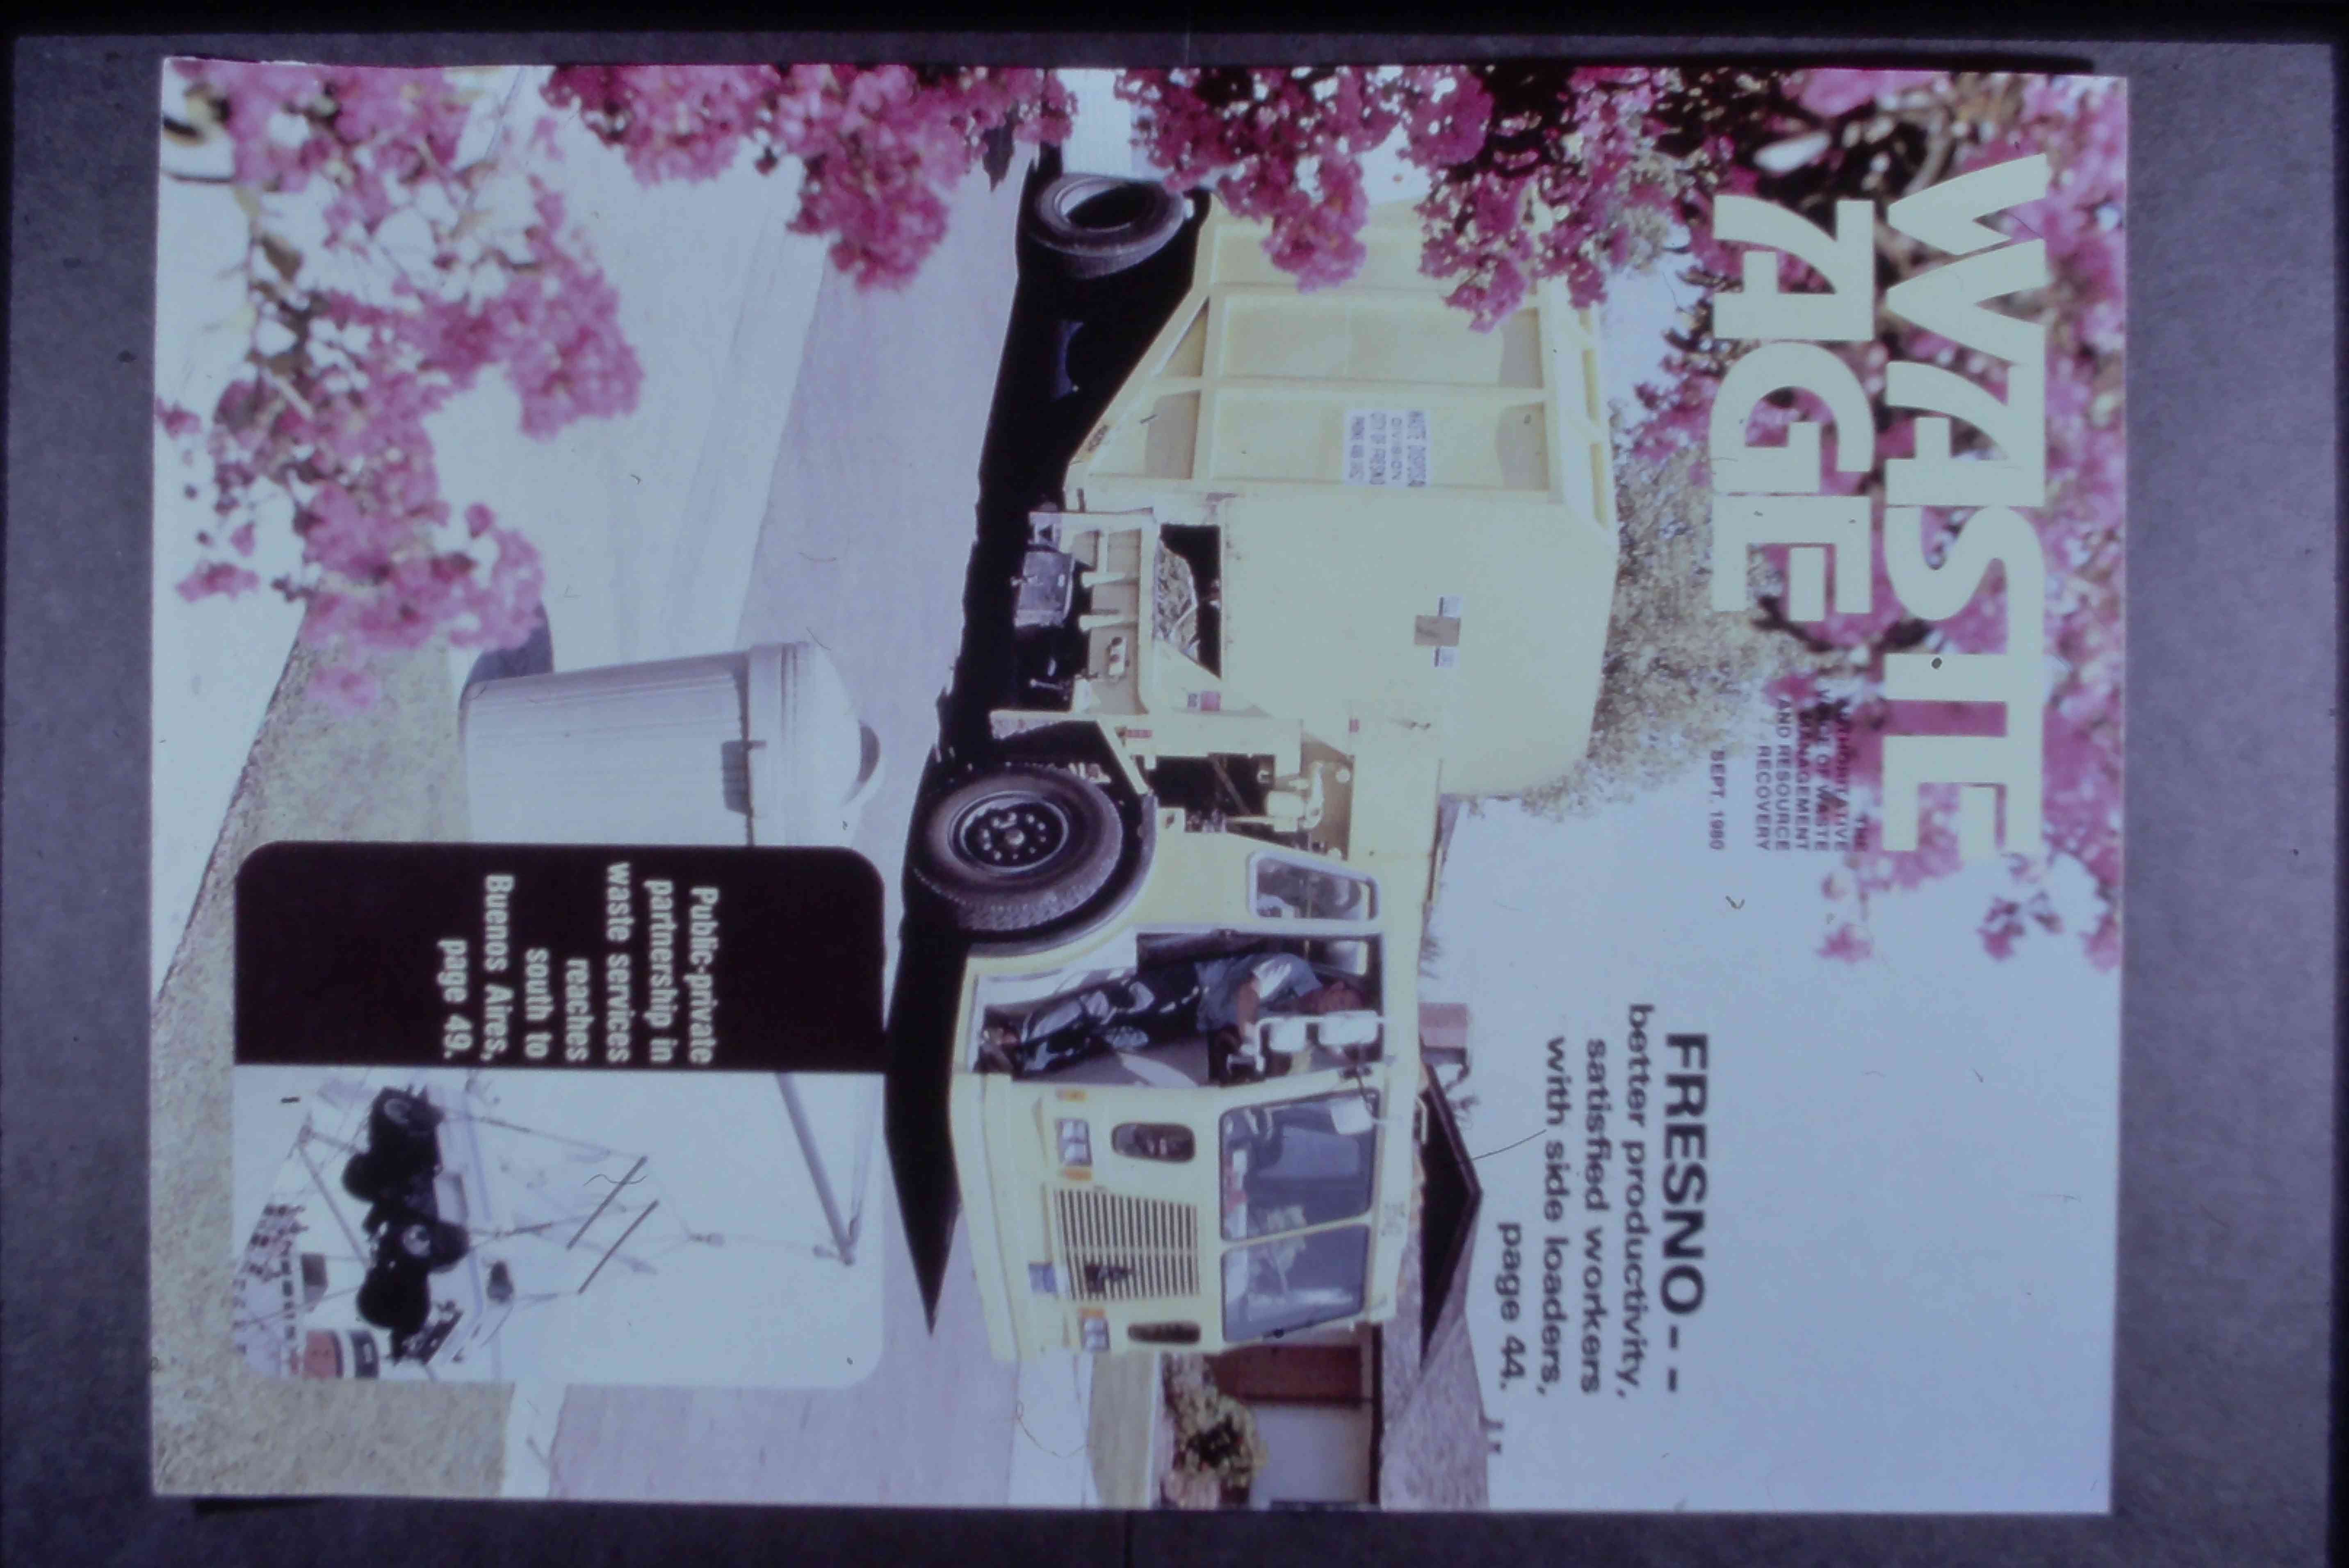 WASTE
AGE
THE
AUTHORITATIVE
VOICE OF WASTE
MANAGEMENT
AND RESOURCE
RECOVERY
SEPT. 1980
FRESNO--
better productivity,
satisfied workers
with side loaders,
page 44.
WASTE DISPOSAL
DIVISION
CITY OF FRESNO
PHONE
Public-private
partnership in
waste services
reaches
south to
Buenos Aires,
page 49.